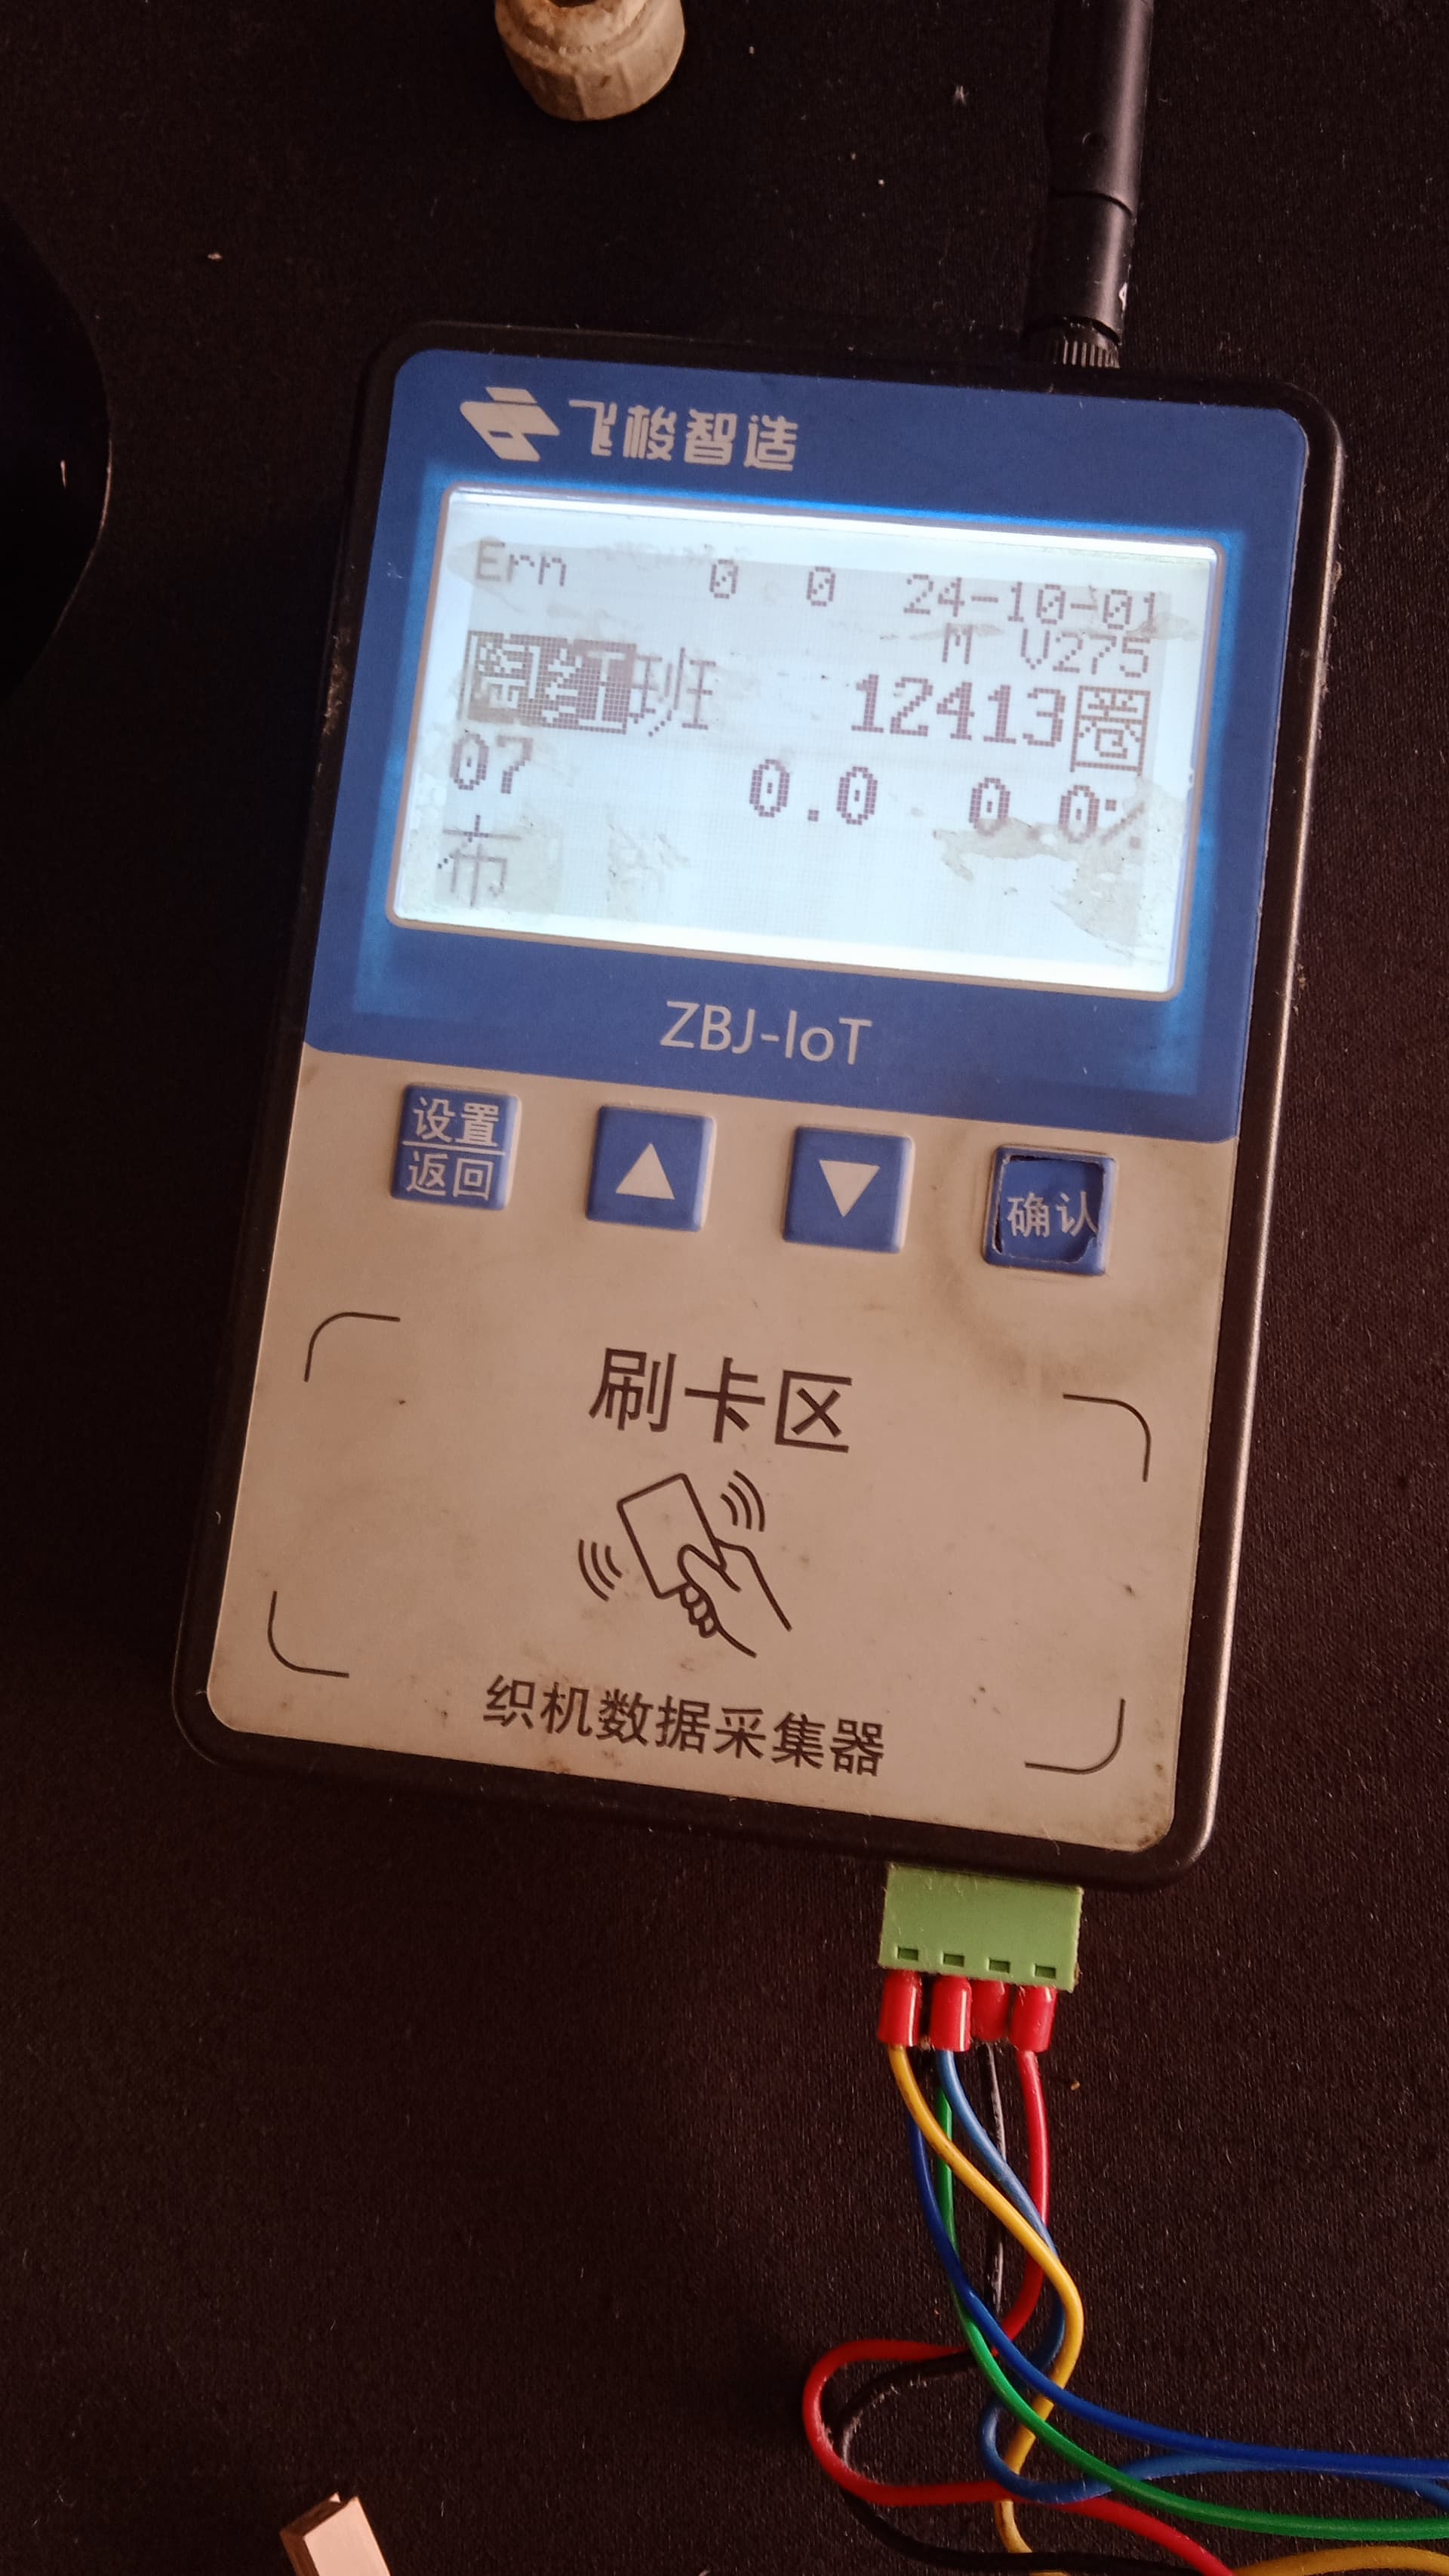 飞梭智造
Ern 0 0 24-10-01
M V275
班 12413圈
07 0.0 0.0%
布
ZBJ-IoT
设置
返回
确认
刷卡区
织机数据采集器